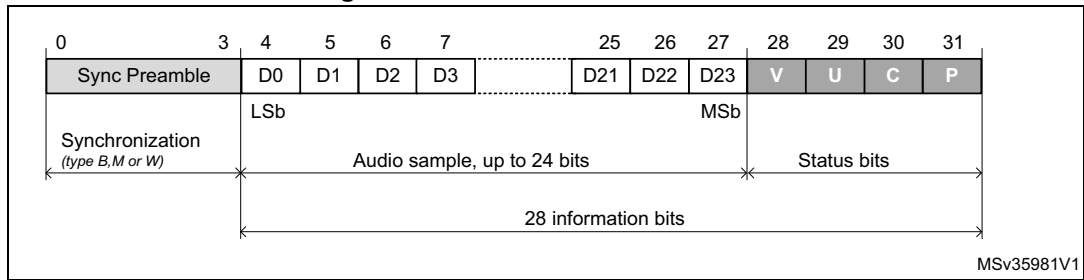 0 3 4 5 6 7 25 26 27 28 29 30 31
Sync Preamble D0 D1 D2 D3 D21 D22 D23 V U C P
LSb MSb
Synchronization
(type B,M or W) Audio sample, up to 24 bits Status bits
28 information bits
MSv35981V1